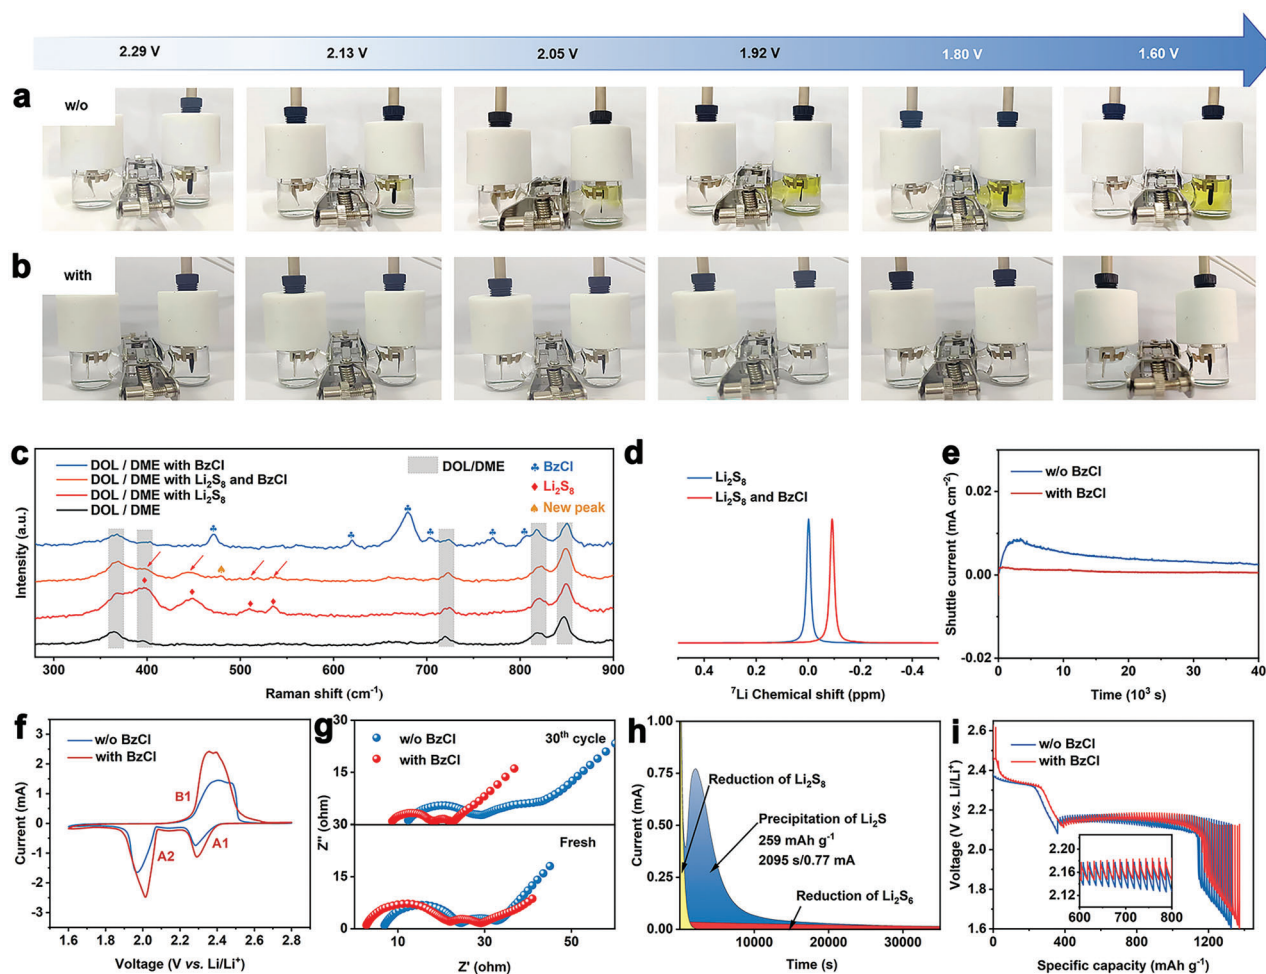 2.29 V 2.13 V 2.05 V 1.92 V 1.80 V 1.60 V
a
w/o
b
with
c
DOL / DME with BzCl
DOL / DME with Li₂S₈ and BzCl
DOL / DME with Li₂S₈
DOL / DME
DOL/DME
♣ BzCl
♦ Li₂S₈
♠ New peak
Intensity (a.u.)
300 400 500 600 700 800 900
Raman shift (cm⁻¹)
d
Li₂S₈
Li₂S₈ and BzCl
0.4 0.2 0.0 -0.2 -0.4
⁷Li Chemical shift (ppm)
e
w/o BzCl
with BzCl
Shuttle current (mA cm⁻²)
0.02
0.00
-0.02
0 10 20 30 40
Time (10³ s)
f
w/o BzCl
with BzCl
B1
A2
A1
Current (mA)
3
2
1
0
-1
-2
-3
1.6 2.0 2.4 2.8
Voltage (V vs. Li/Li⁺)
g
w/o BzCl
with BzCl
30th cycle
Fresh
Z'' (ohm)
30
15
30
15
0
10 30 50
Z' (ohm)
h
Reduction of Li₂S₈
Precipitation of Li₂S
259 mAh g⁻¹
2095 s/0.77 mA
Reduction of Li₂S₆
Current (mA)
1.00
0.75
0.50
0.25
0.00
10000 20000 30000
Time (s)
i
w/o BzCl
with BzCl
Voltage (V vs. Li/Li⁺)
2.6
2.4
2.2
2.0
1.8
1.6
2.20
2.16
2.12
600 700 800
0 400 800 1200
Specific capacity (mAh g⁻¹)